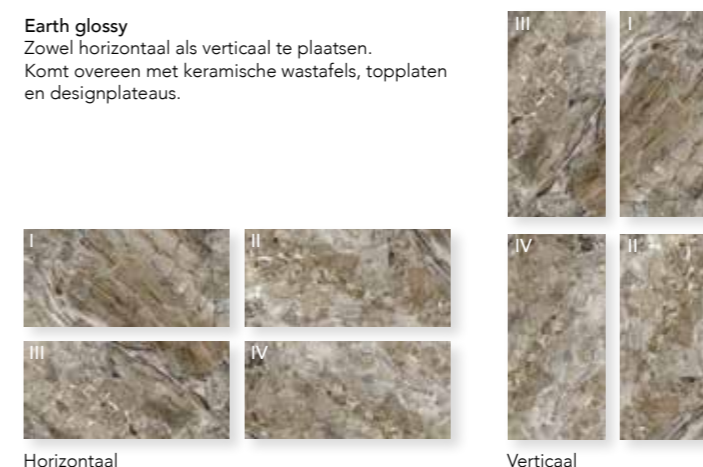 Earth glossy
Zowel horizontaal als verticaal te plaatsen.
Komt overeen met keramische wastafels, topplaten
en designplateaus.
I
II
III
IV
Horizontaal
III
I
IV
II
Verticaal